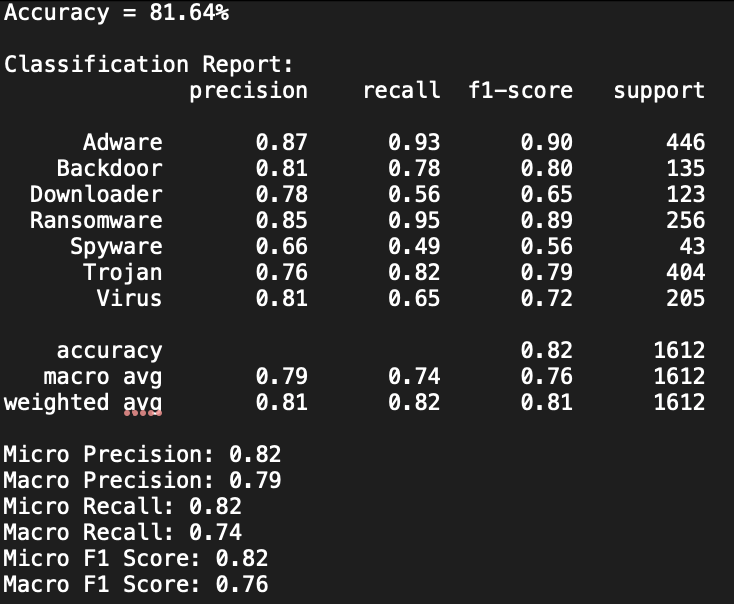 Accuracy = 81.64%
Classification Report:
precision recall f1-score support
Adware 0.87 0.93 0.90 446
Backdoor 0.81 0.78 0.80 135
Downloader 0.78 0.56 0.65 123
Ransomware 0.85 0.95 0.89 256
Spyware 0.66 0.49 0.56 43
Trojan 0.76 0.82 0.79 404
Virus 0.81 0.65 0.72 205
accuracy 0.82 1612
macro avg 0.79 0.74 0.76 1612
weighted avg 0.81 0.82 0.81 1612
Micro Precision: 0.82
Macro Precision: 0.79
Micro Recall: 0.82
Macro Recall: 0.74
Micro F1 Score: 0.82
Macro F1 Score: 0.76